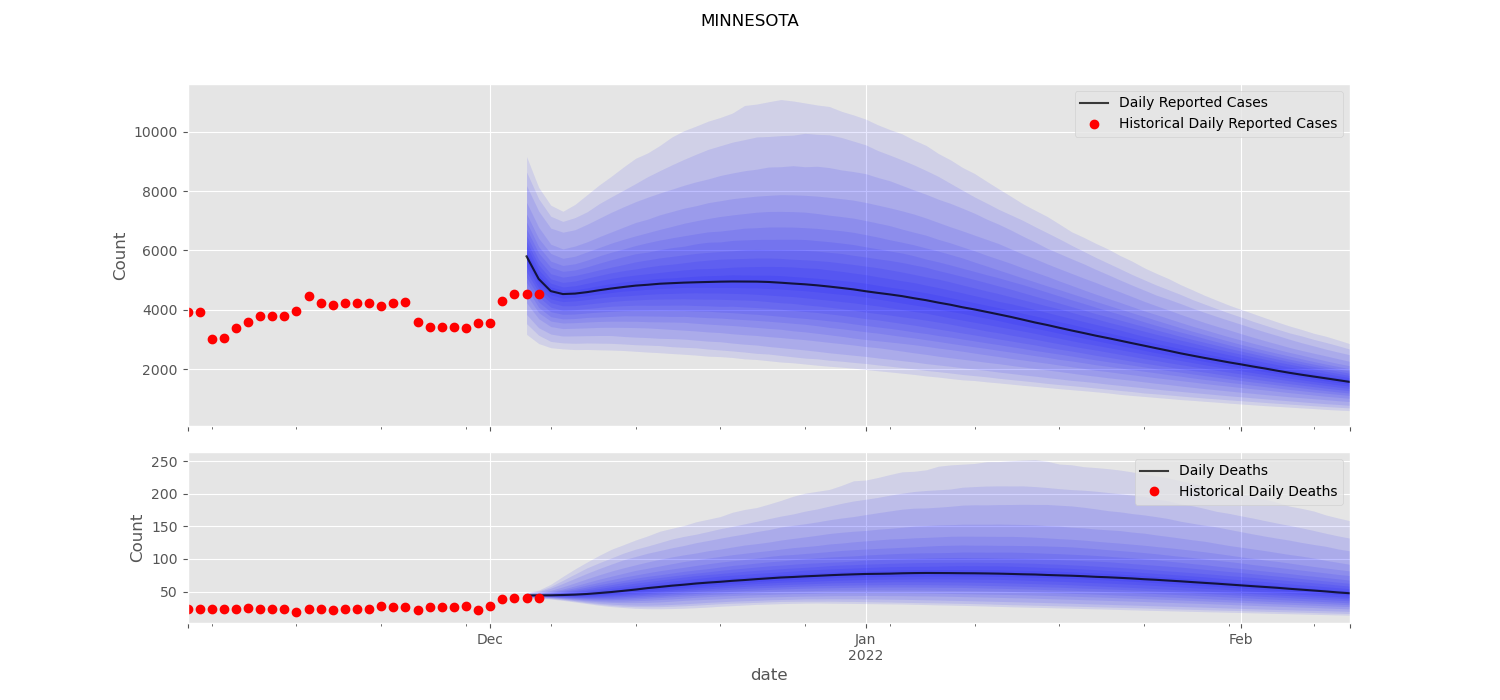 MINNESOTA
Daily Reported Cases
Historical Daily Reported Cases
10000
8000
6000
4000
2000
Count
Daily Deaths
Historical Daily Deaths
250
200
150
100
50
Count
Dec
Jan
2022
Feb
date